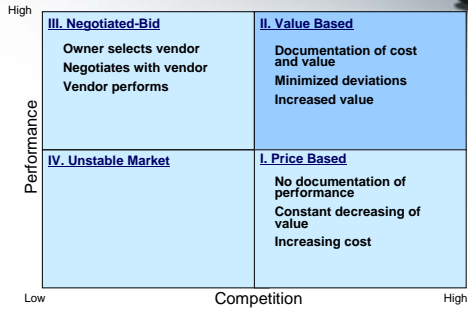 High
III. Negotiated-Bid
Owner selects vendor
Negotiates with vendor
Vendor performs
II. Value Based
Documentation of cost
and value
Minimized deviations
Increased value
Performance
IV. Unstable Market
I. Price Based
No documentation of
performance
Constant decreasing of
value
Increasing cost
Low
Competition
High